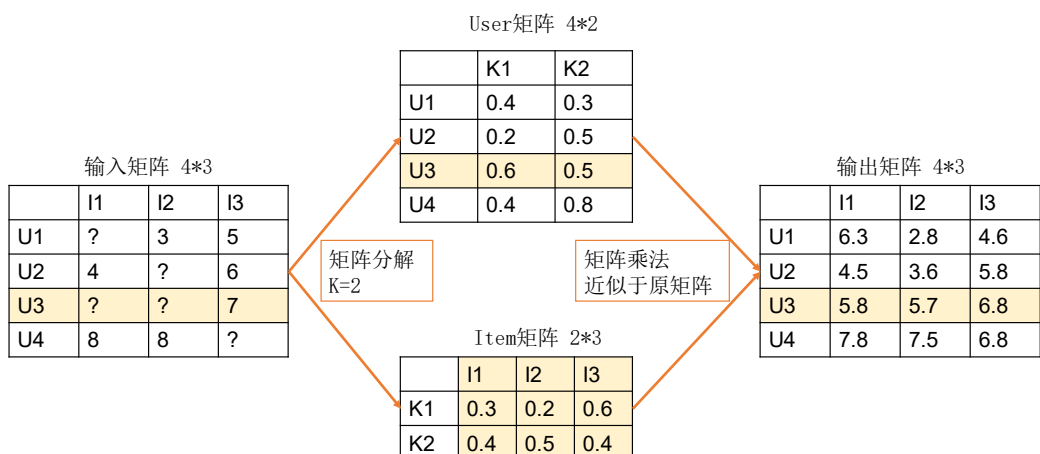 User矩阵 4*2
K1 K2
U1 0.4 0.3
U2 0.2 0.5
U3 0.6 0.5
U4 0.4 0.8
输入矩阵 4*3
I1 I2 I3
U1 ? 3 5
U2 4 ? 6
U3 ? ? 7
U4 8 8 ?
矩阵分解
K=2
矩阵乘法
近似于原矩阵
输出矩阵 4*3
I1 I2 I3
U1 6.3 2.8 4.6
U2 4.5 3.6 5.8
U3 5.8 5.7 6.8
U4 7.8 7.5 6.8
Item矩阵 2*3
I1 I2 I3
K1 0.3 0.2 0.6
K2 0.4 0.5 0.4